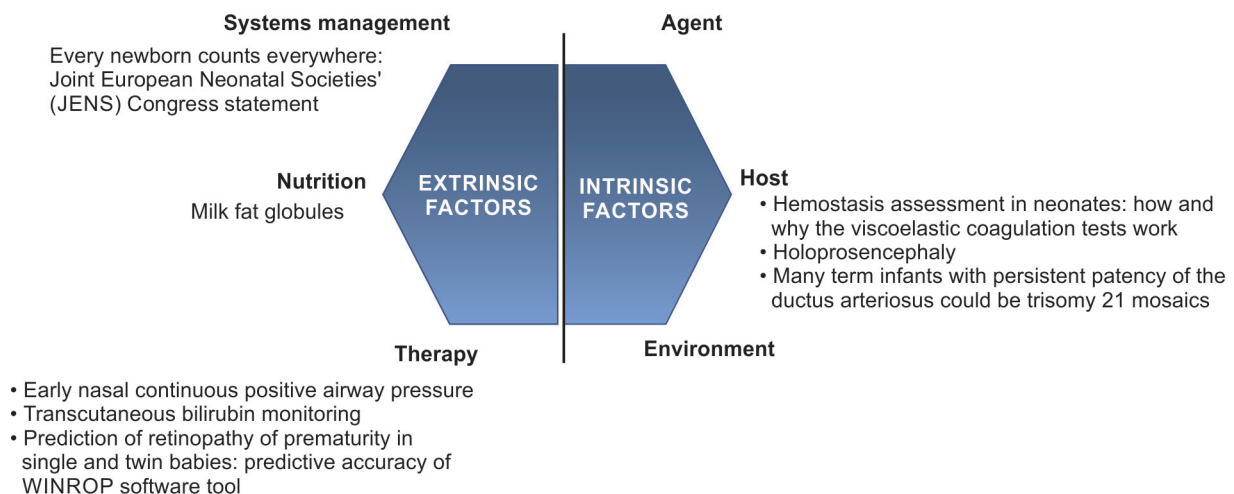 Systems management
Every newborn counts everywhere:
Joint European Neonatal Societies'
(JENS) Congress statement
Nutrition
Milk fat globules
EXTRINSIC
FACTORS
Therapy
• Early nasal continuous positive airway pressure
• Transcutaneous bilirubin monitoring
• Prediction of retinopathy of prematurity in
single and twin babies: predictive accuracy of
WINROP software tool
Agent
INTRINSIC
FACTORS
Host
• Hemostasis assessment in neonates: how and
why the viscoelastic coagulation tests work
• Holoprosencephaly
• Many term infants with persistent patency of the
ductus arteriosus could be trisomy 21 mosaics
Environment